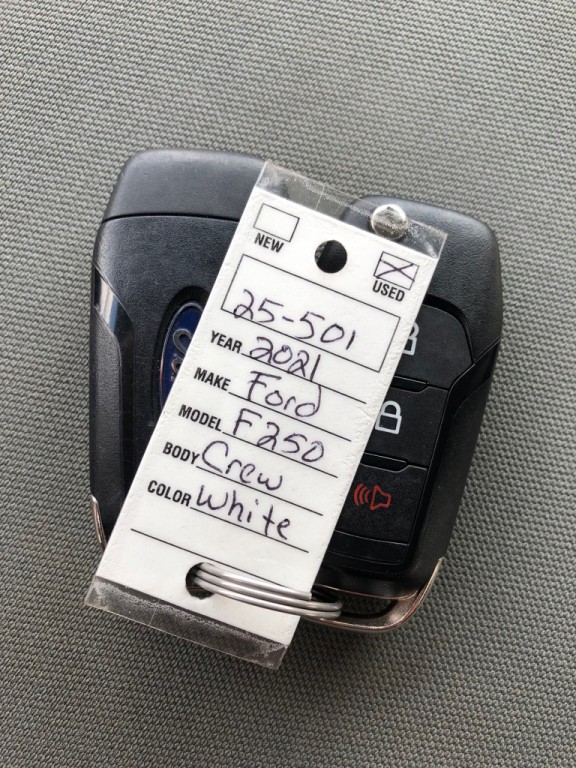 NEW
USED
25-501
YEAR 2021
MAKE Ford
MODEL F250
BODY Crew
COLOR White